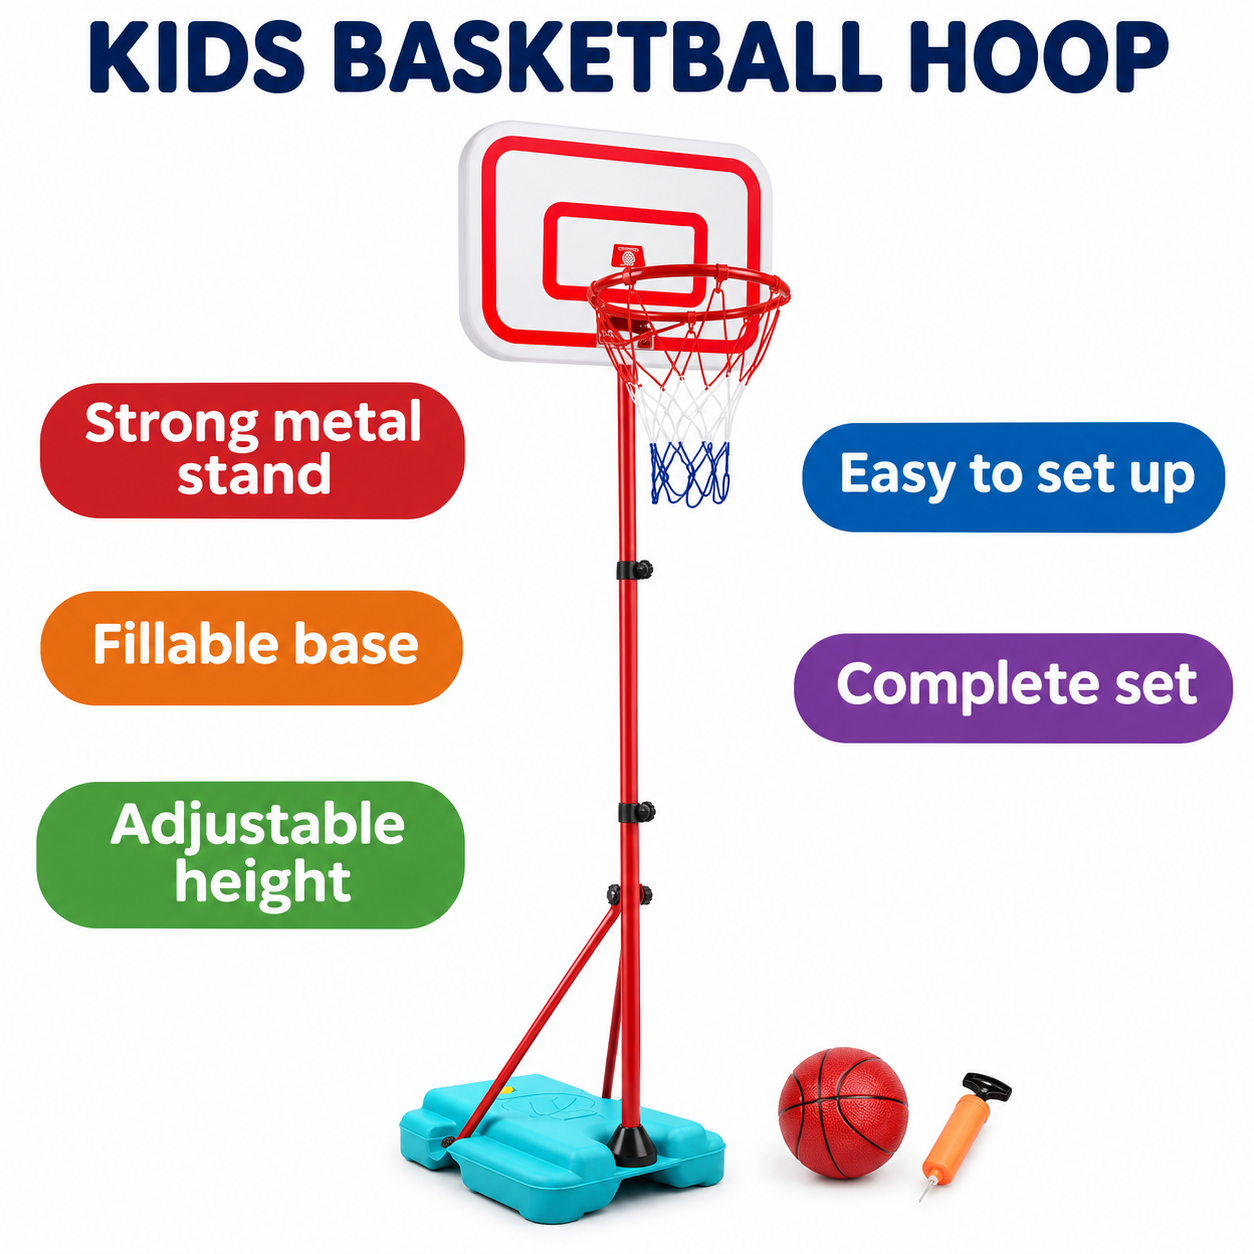 KIDS BASKETBALL HOOP
Strong metal
stand
Easy to set up
Fillable base
Complete set
Adjustable
height